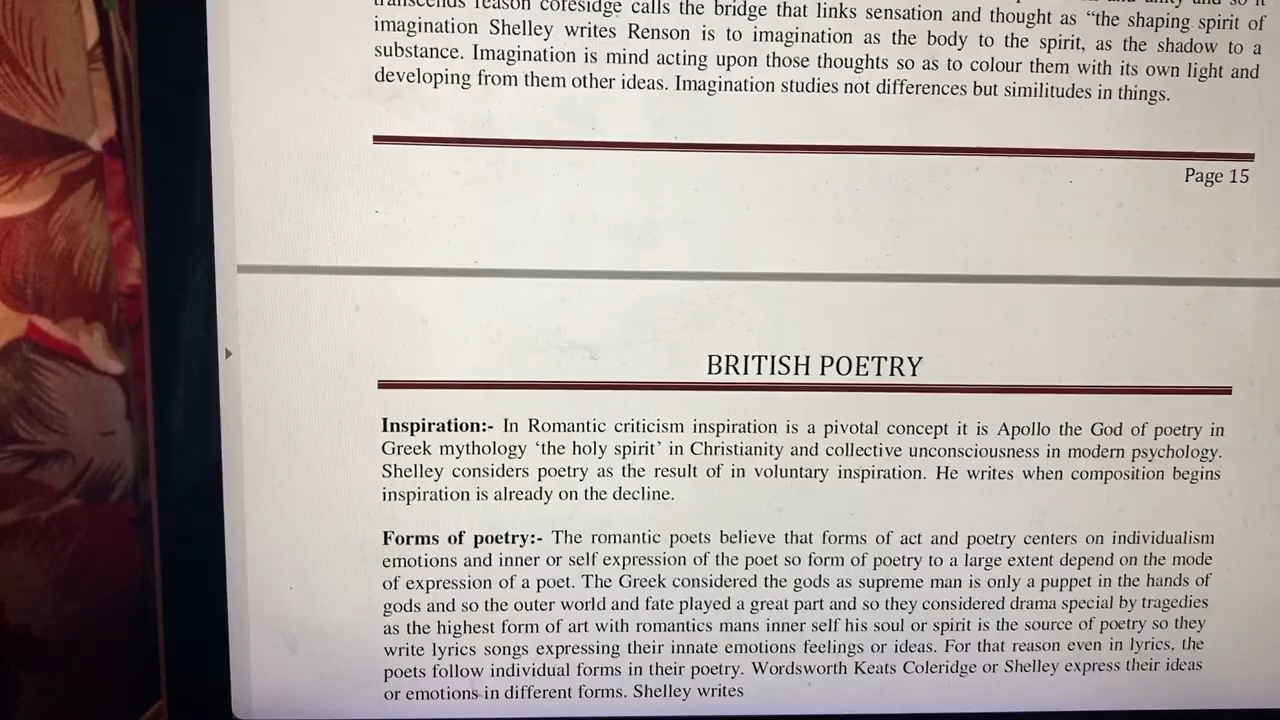 transcends reason coresidge calls the bridge that links sensation and thought as “the shaping spirit of
imagination Shelley writes Renson is to imagination as the body to the spirit, as the shadow to a
substance. Imagination is mind acting upon those thoughts so as to colour them with its own light and
developing from them other ideas. Imagination studies not differences but similitudes in things.
Page 15
BRITISH POETRY
Inspiration:- In Romantic criticism inspiration is a pivotal concept it is Apollo the God of poetry in
Greek mythology ‘the holy spirit’ in Christianity and collective unconsciousness in modern psychology.
Shelley considers poetry as the result of in voluntary inspiration. He writes when composition begins
inspiration is already on the decline.
Forms of poetry:- The romantic poets believe that forms of act and poetry centers on individualism
emotions and inner or self expression of the poet so form of poetry to a large extent depend on the mode
of expression of a poet. The Greek considered the gods as supreme man is only a puppet in the hands of
gods and so the outer world and fate played a great part and so they considered drama special by tragedies
as the highest form of art with romantics mans inner self his soul or spirit is the source of poetry so they
write lyrics songs expressing their innate emotions feelings or ideas. For that reason even in lyrics, the
poets follow individual forms in their poetry. Wordsworth Keats Coleridge or Shelley express their ideas
or emotions in different forms. Shelley writes